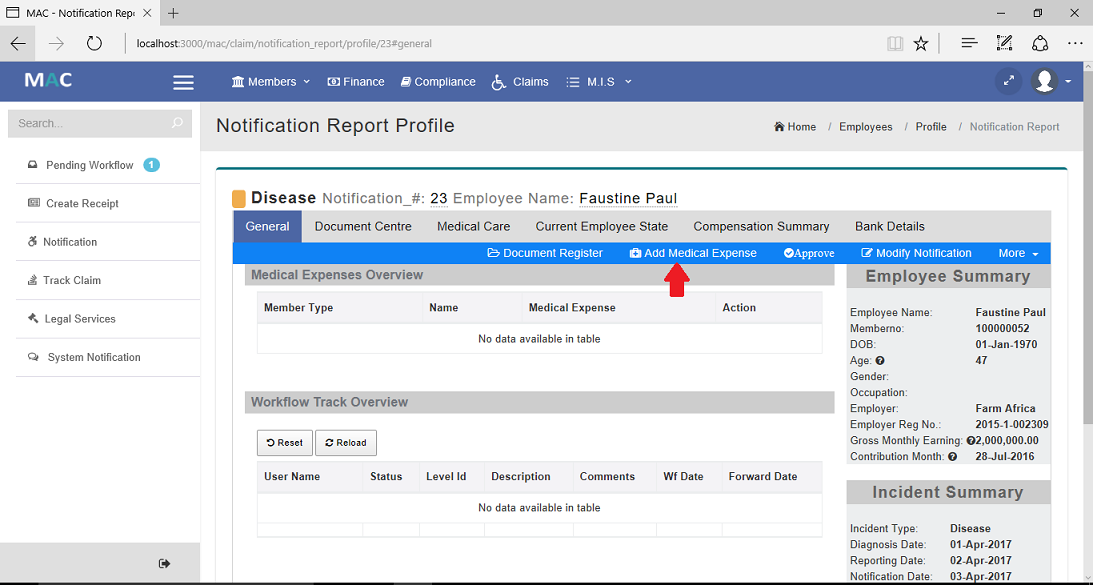 MAC - Notification Repo
localhost:3000/mac/claim/notification_report/profile/23#general
MAC Members Finance Compliance Claims M.I.S
Search...
Notification Report Profile
Home / Employees / Profile / Notification Report
Pending Workflow 1
Create Receipt
Notification
Track Claim
Legal Services
System Notification
Disease Notification_#: 23 Employee Name: Faustine Paul
General Document Centre Medical Care Current Employee State Compensation Summary Bank Details
Document Register Add Medical Expense Approve Modify Notification More
Medical Expenses Overview
Member Type Name Medical Expense Action
No data available in table
Workflow Track Overview
Reset Reload
User Name Status Level Id Description Comments Wf Date Forward Date
No data available in table
Employee Summary
Employee Name: Faustine Paul
Memberno: 100000052
DOB: 01-Jan-1970
Age: 47
Gender:
Occupation:
Employer: Farm Africa
Employer Reg No.: 2015-1-002309
Gross Monthly Earning: 2,000,000.00
Contribution Month: 28-Jul-2016
Incident Summary
Incident Type: Disease
Diagnosis Date: 01-Apr-2017
Reporting Date: 02-Apr-2017
Notification Date: 03-Apr-2017